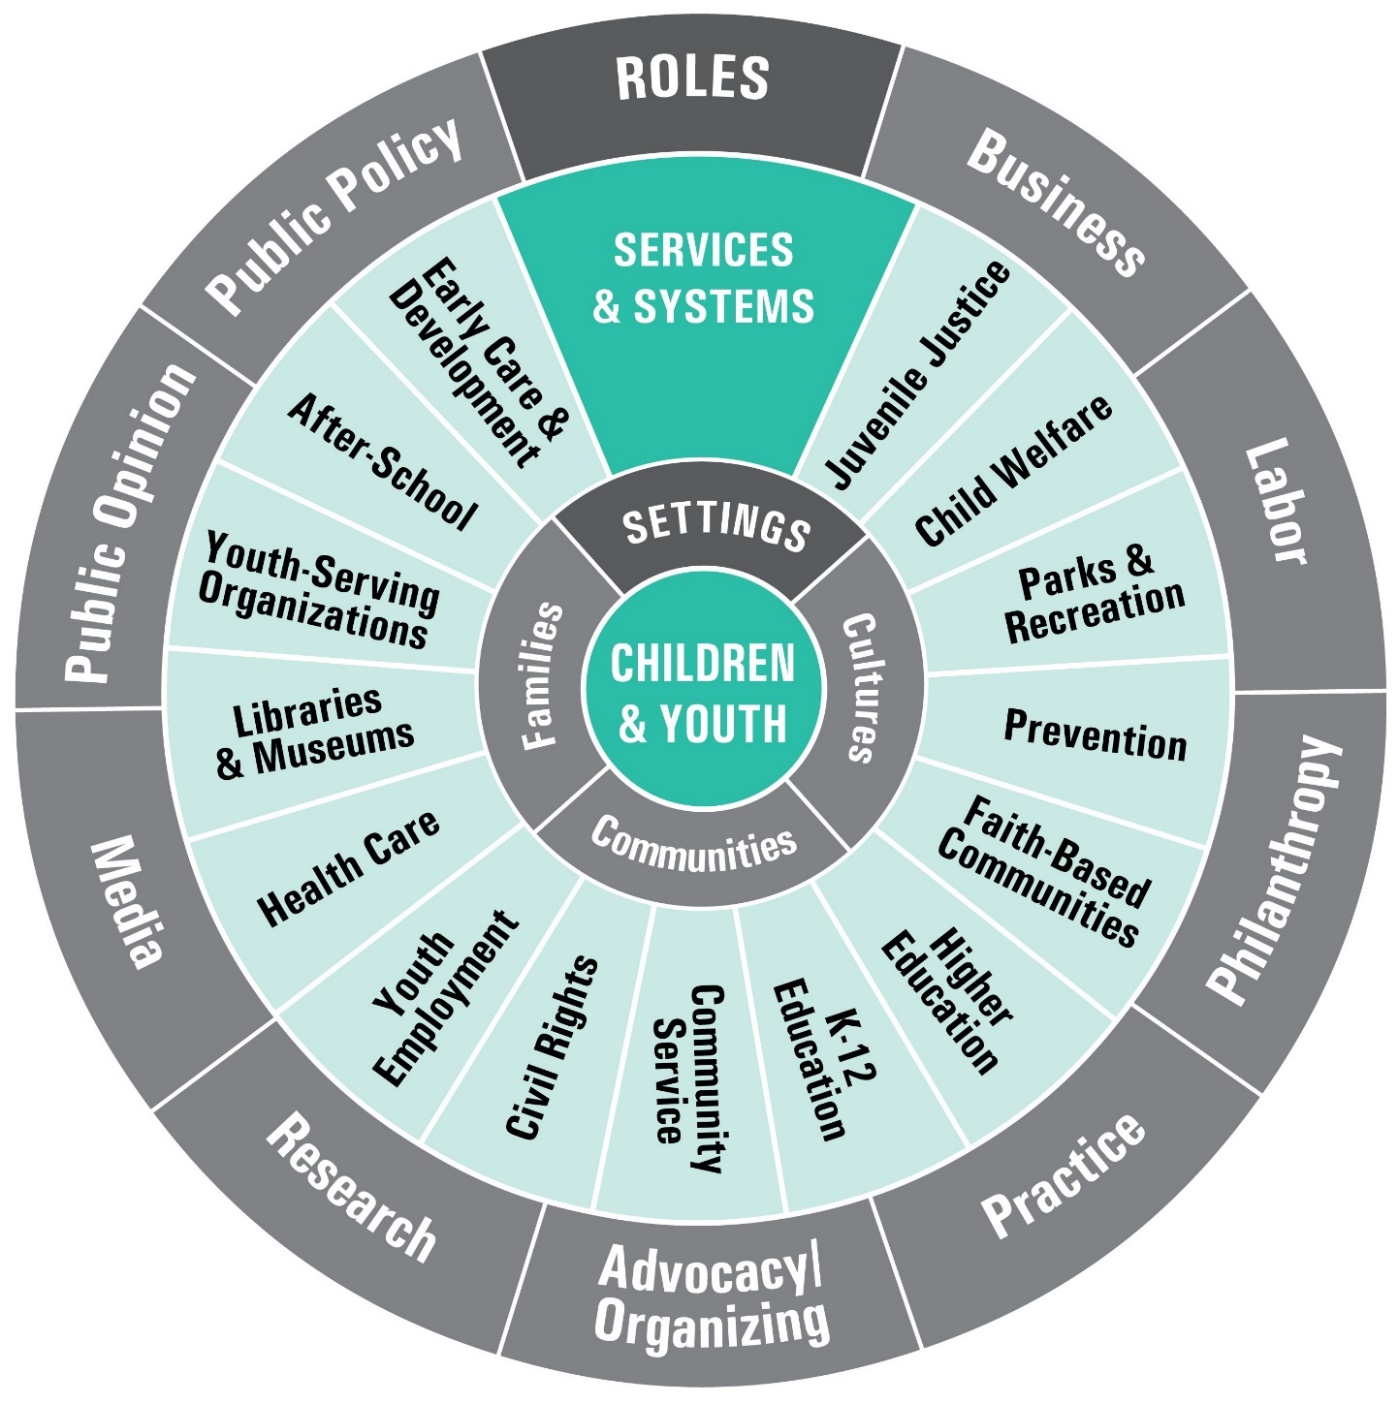 ROLES
Business
Labor
Philanthropy
Practice
Advocacy/
Organizing
Research
Media
Public Opinion
Public Policy
SERVICES
& SYSTEMS
Juvenile Justice
Child Welfare
Parks &
Recreation
Prevention
Faith-Based
Communities
Higher
Education
K-12
Education
Community
Service
Civil Rights
Youth
Employment
Health Care
Libraries
& Museums
Youth-Serving
Organizations
After-School
Early Care &
Development
SETTINGS
Cultures
Communities
Families
CHILDREN
& YOUTH